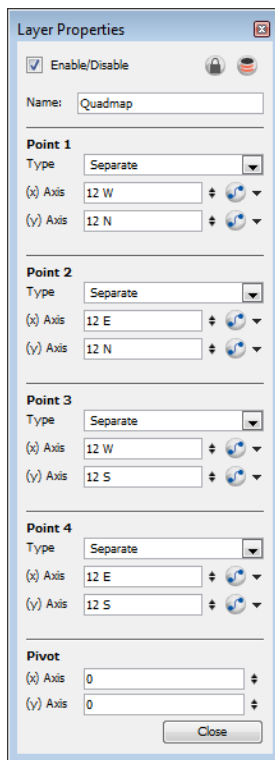 Layer Properties
Enable/Disable
Name: Quadmap
Point 1
Type Separate
(x) Axis 12 W
(y) Axis 12 N
Point 2
Type Separate
(x) Axis 12 E
(y) Axis 12 N
Point 3
Type Separate
(x) Axis 12 W
(y) Axis 12 S
Point 4
Type Separate
(x) Axis 12 E
(y) Axis 12 S
Pivot
(x) Axis 0
(y) Axis 0
Close